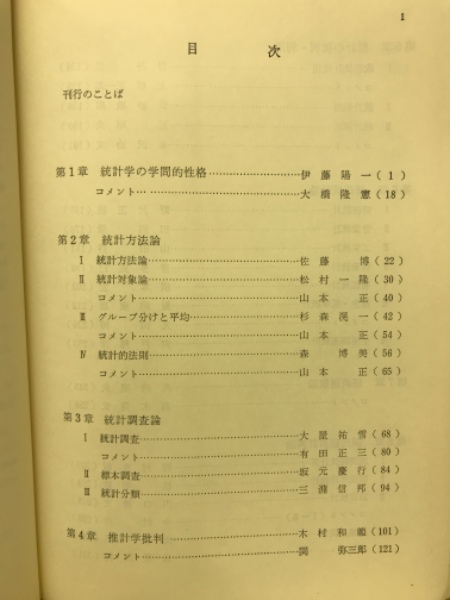 1
目 次
刊行のことば
第1章 統計学の学問的性格……………………伊藤陽一(1)
コメント……………………………大橋隆憲(18)
第2章 統計方法論
Ⅰ 統計方法論……………………………佐藤博(22)
Ⅱ 統計対象論……………………………松村一隆(30)
コメント……………………………山本正(40)
Ⅲ グループ分けと平均……………………杉森滉一(42)
コメント……………………………山本正(54)
Ⅳ 統計的法則……………………………森博美(56)
コメント……………………………山本正(65)
第3章 統計調査論
Ⅰ 統計調査……………………………大屋祐雪(68)
コメント……………………………有田正三(80)
Ⅱ 標本調査……………………………坂元慶行(84)
Ⅲ 統計分類……………………………三潴信邦(94)
第4章 推計学批判……………………木村和範(101)
コメント……………………………関弥三郎(121)